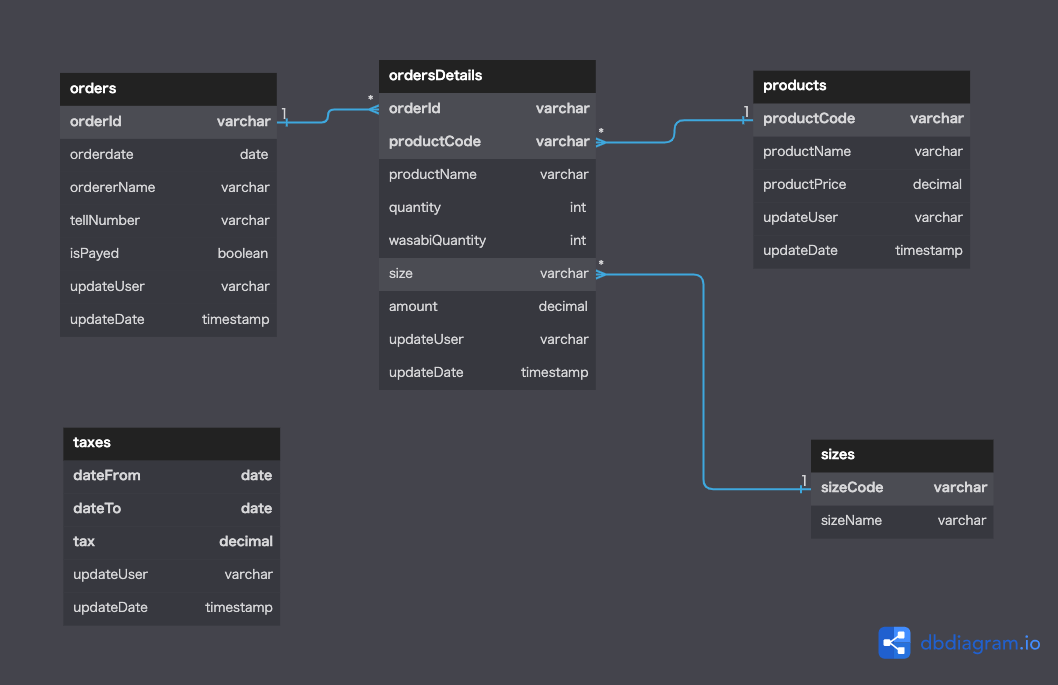 orders
orderId varchar
orderdate date
ordererName varchar
tellNumber varchar
isPayed boolean
updateUser varchar
updateDate timestamp
1
*
ordersDetails
orderId varchar
productCode varchar
productName varchar
quantity int
wasabiQuantity int
size varchar
amount decimal
updateUser varchar
updateDate timestamp
*
1
*
1
products
productCode varchar
productName varchar
productPrice decimal
updateUser varchar
updateDate timestamp
taxes
dateFrom date
dateTo date
tax decimal
updateUser varchar
updateDate timestamp
sizes
sizeCode varchar
sizeName varchar
dbdiagram.io